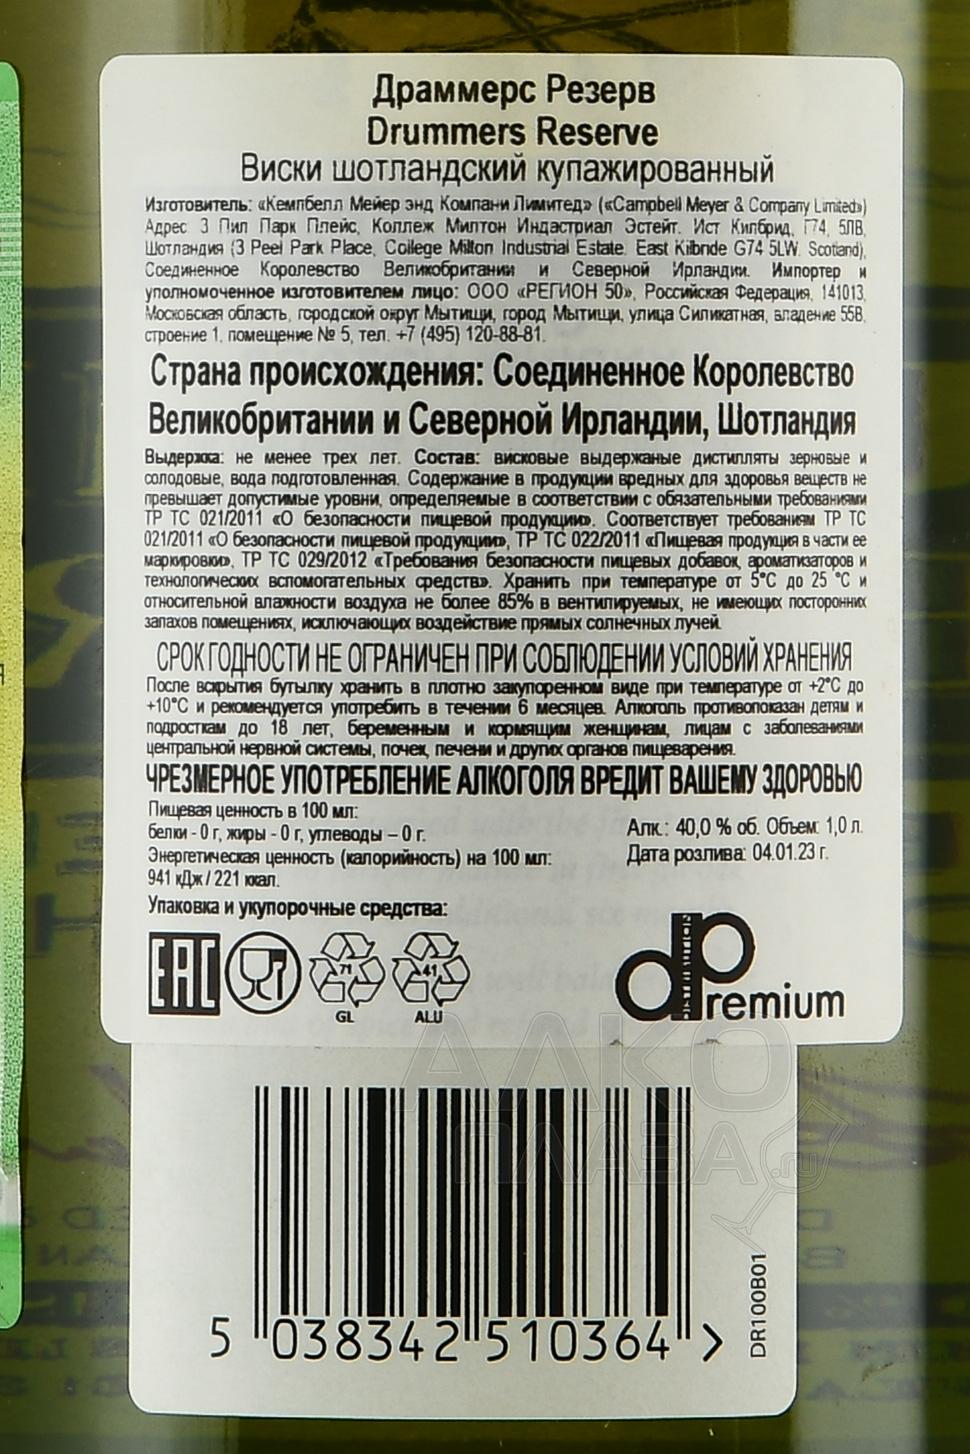 Драммерс Резерв
Drummers Reserve
Виски шотландский купажированный
Изготовитель: «Кемпбелл Мейер энд Компани Лимитед» («Campbell Meyer & Company Limited»)
Адрес 3 Пил Парк Плейс, Коллеж Милтон Индастриал Эстейт. Ист Килбрид, Г74, 5ЛВ,
Шотландия (3 Peel Park Place, College Milton Industrial Estate. East Kilbride G74 5LW. Scotland),
Соединенное Королевство Великобритании и Северной Ирландии. Импортер и
уполномоченное изготовителем лицо: ООО «РЕГИОН 50», Российская Федерация, 141013,
Московская область, городской округ Мытищи, город Мытищи, улица Силикатная, владение 55В,
строение 1, помещение № 5, тел. +7 (495) 120-88-81.
Страна происхождения: Соединенное Королевство
Великобритании и Северной Ирландии, Шотландия
Выдержка: не менее трех лет. Состав: висковые выдержаные дистилляты зерновые и
солодовые, вода подготовленная. Содержание в продукции вредных для здоровья веществ не
превышает допустимые уровни, определяемые в соответствии с обязательными требованиями
ТР ТС 021/2011 «О безопасности пищевой продукции». Соответствует требованиям ТР ТС
021/2011 «О безопасности пищевой продукции», ТР ТС 022/2011 «Пищевая продукция в части ее
маркировки», ТР ТС 029/2012 «Требования безопасности пищевых добавок, ароматизаторов и
технологических вспомогательных средств». Хранить при температуре от 5°С до 25 °С и
относительной влажности воздуха не более 85% в вентилируемых, не имеющих посторонних
запахов помещениях, исключающих воздействие прямых солнечных лучей.
СРОК ГОДНОСТИ НЕ ОГРАНИЧЕН ПРИ СОБЛЮДЕНИИ УСЛОВИЙ ХРАНЕНИЯ
После вскрытия бутылку хранить в плотно закупоренном виде при температуре от +2°С до
+10°С и рекомендуется употребить в течении 6 месяцев. Алкоголь противопоказан детям и
подросткам до 18 лет, беременным и кормящим женщинам, лицам с заболеваниями
центральной нервной системы, почек, печени и других органов пищеварения.
ЧРЕЗМЕРНОЕ УПОТРЕБЛЕНИЕ АЛКОГОЛЯ ВРЕДИТ ВАШЕМУ ЗДОРОВЬЮ
Пищевая ценность в 100 мл:
белки - 0 г, жиры - 0 г, углеводы – 0 г.
Энергетическая ценность (калорийность) на 100 мл:
941 кДж / 221 ккал.
Алк.: 40,0 % об. Объем: 1,0 л.
Дата розлива: 04.01.23 г.
Упаковка и укупорочные средства:
EAC
71
GL
41
ALU
dp DISTRIBUTION
Premium
АЛКО
ПЛАЗА
.ru
5 038342 510364 >
DR100B01